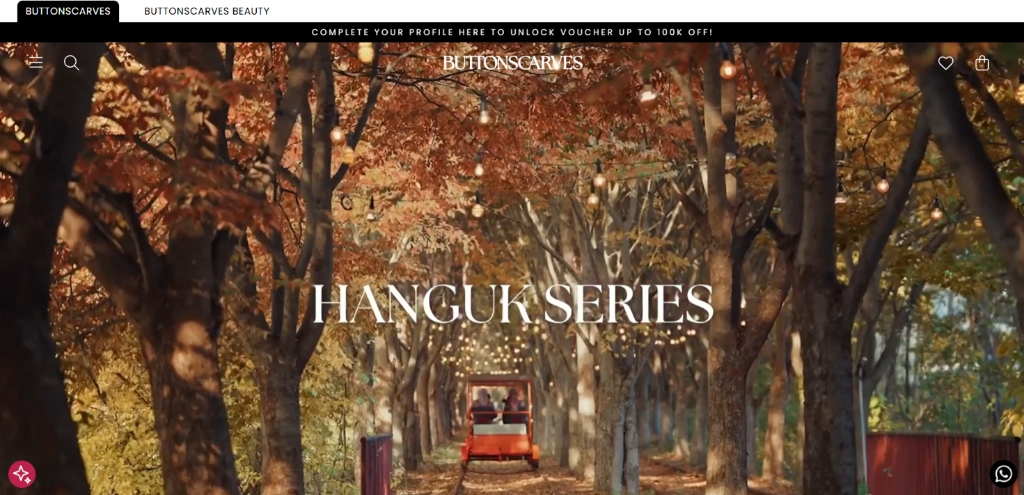 BUTTONSCARVES
BUTTONSCARVES BEAUTY
COMPLETE YOUR PROFILE HERE TO UNLOCK VOUCHER UP TO 100K OFF!
BUTTONSCARVES
HANGUK SERIES